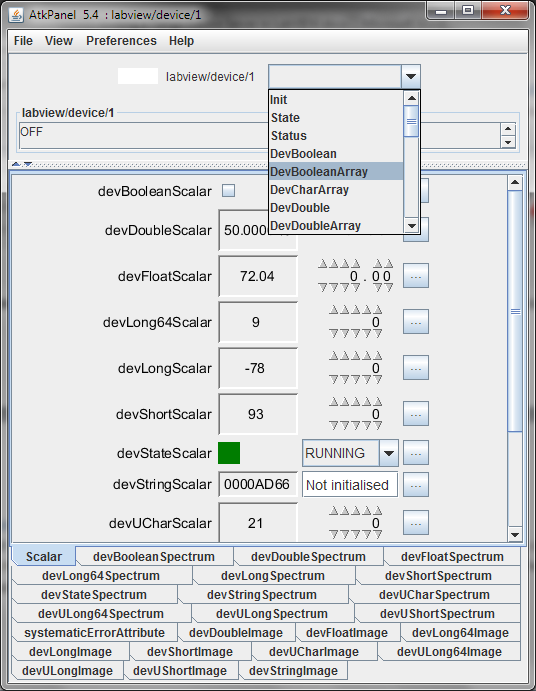 AtkPanel 5.4 : labview/device/1
File View Preferences Help
labview/device/1
Init
State
Status
DevBoolean
DevBooleanArray
DevCharArray
DevDouble
DevDoubleArray
labview/device/1
OFF
devBooleanScalar
devDoubleScalar 50.000
devFloatScalar 72.04 0.00 ...
devLong64Scalar 9 0 ...
devLongScalar -78 0 ...
devShortScalar 93 0 ...
devStateScalar RUNNING ...
devStringScalar 0000AD66 Not initialised ...
devUCharScalar 21 0 ...
Scalar devBooleanSpectrum devDoubleSpectrum devFloatSpectrum
devLong64Spectrum devLongSpectrum devShortSpectrum
devStateSpectrum devStringSpectrum devUCharSpectrum
devULong64Spectrum devULongSpectrum devUShortSpectrum
systematicErrorAttribute devDoubleImage devFloatImage devLong64Image
devLongImage devShortImage devUCharImage devULong64Image
devULongImage devUShortImage devStringImage